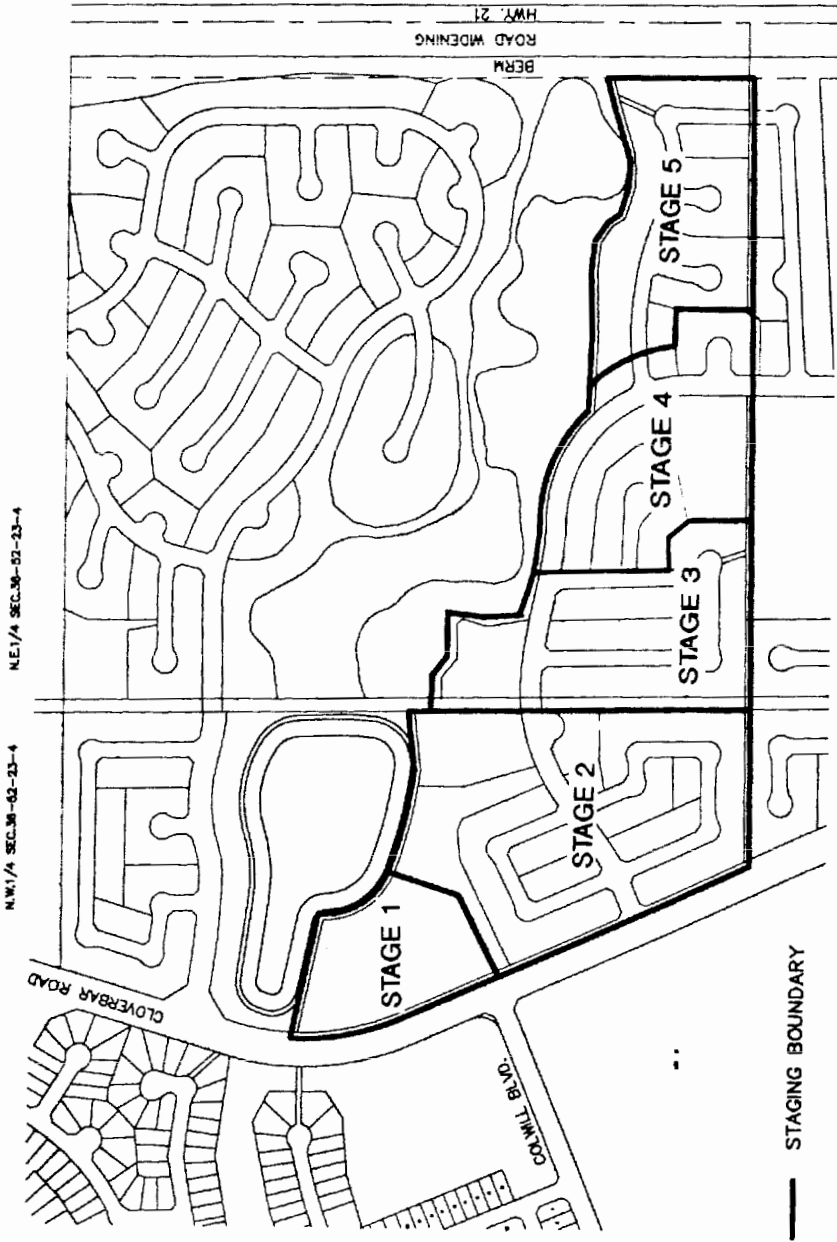 N.W.1/4 SEC.36-52-23-4
N.E.1/4 SEC.36-52-23-4
CLOVERBAR ROAD
BERM
ROAD WIDENING
HWY. 21
STAGE 1
STAGE 2
STAGE 3
STAGE 4
STAGE 5
COLWILL BLVD.
STAGING BOUNDARY